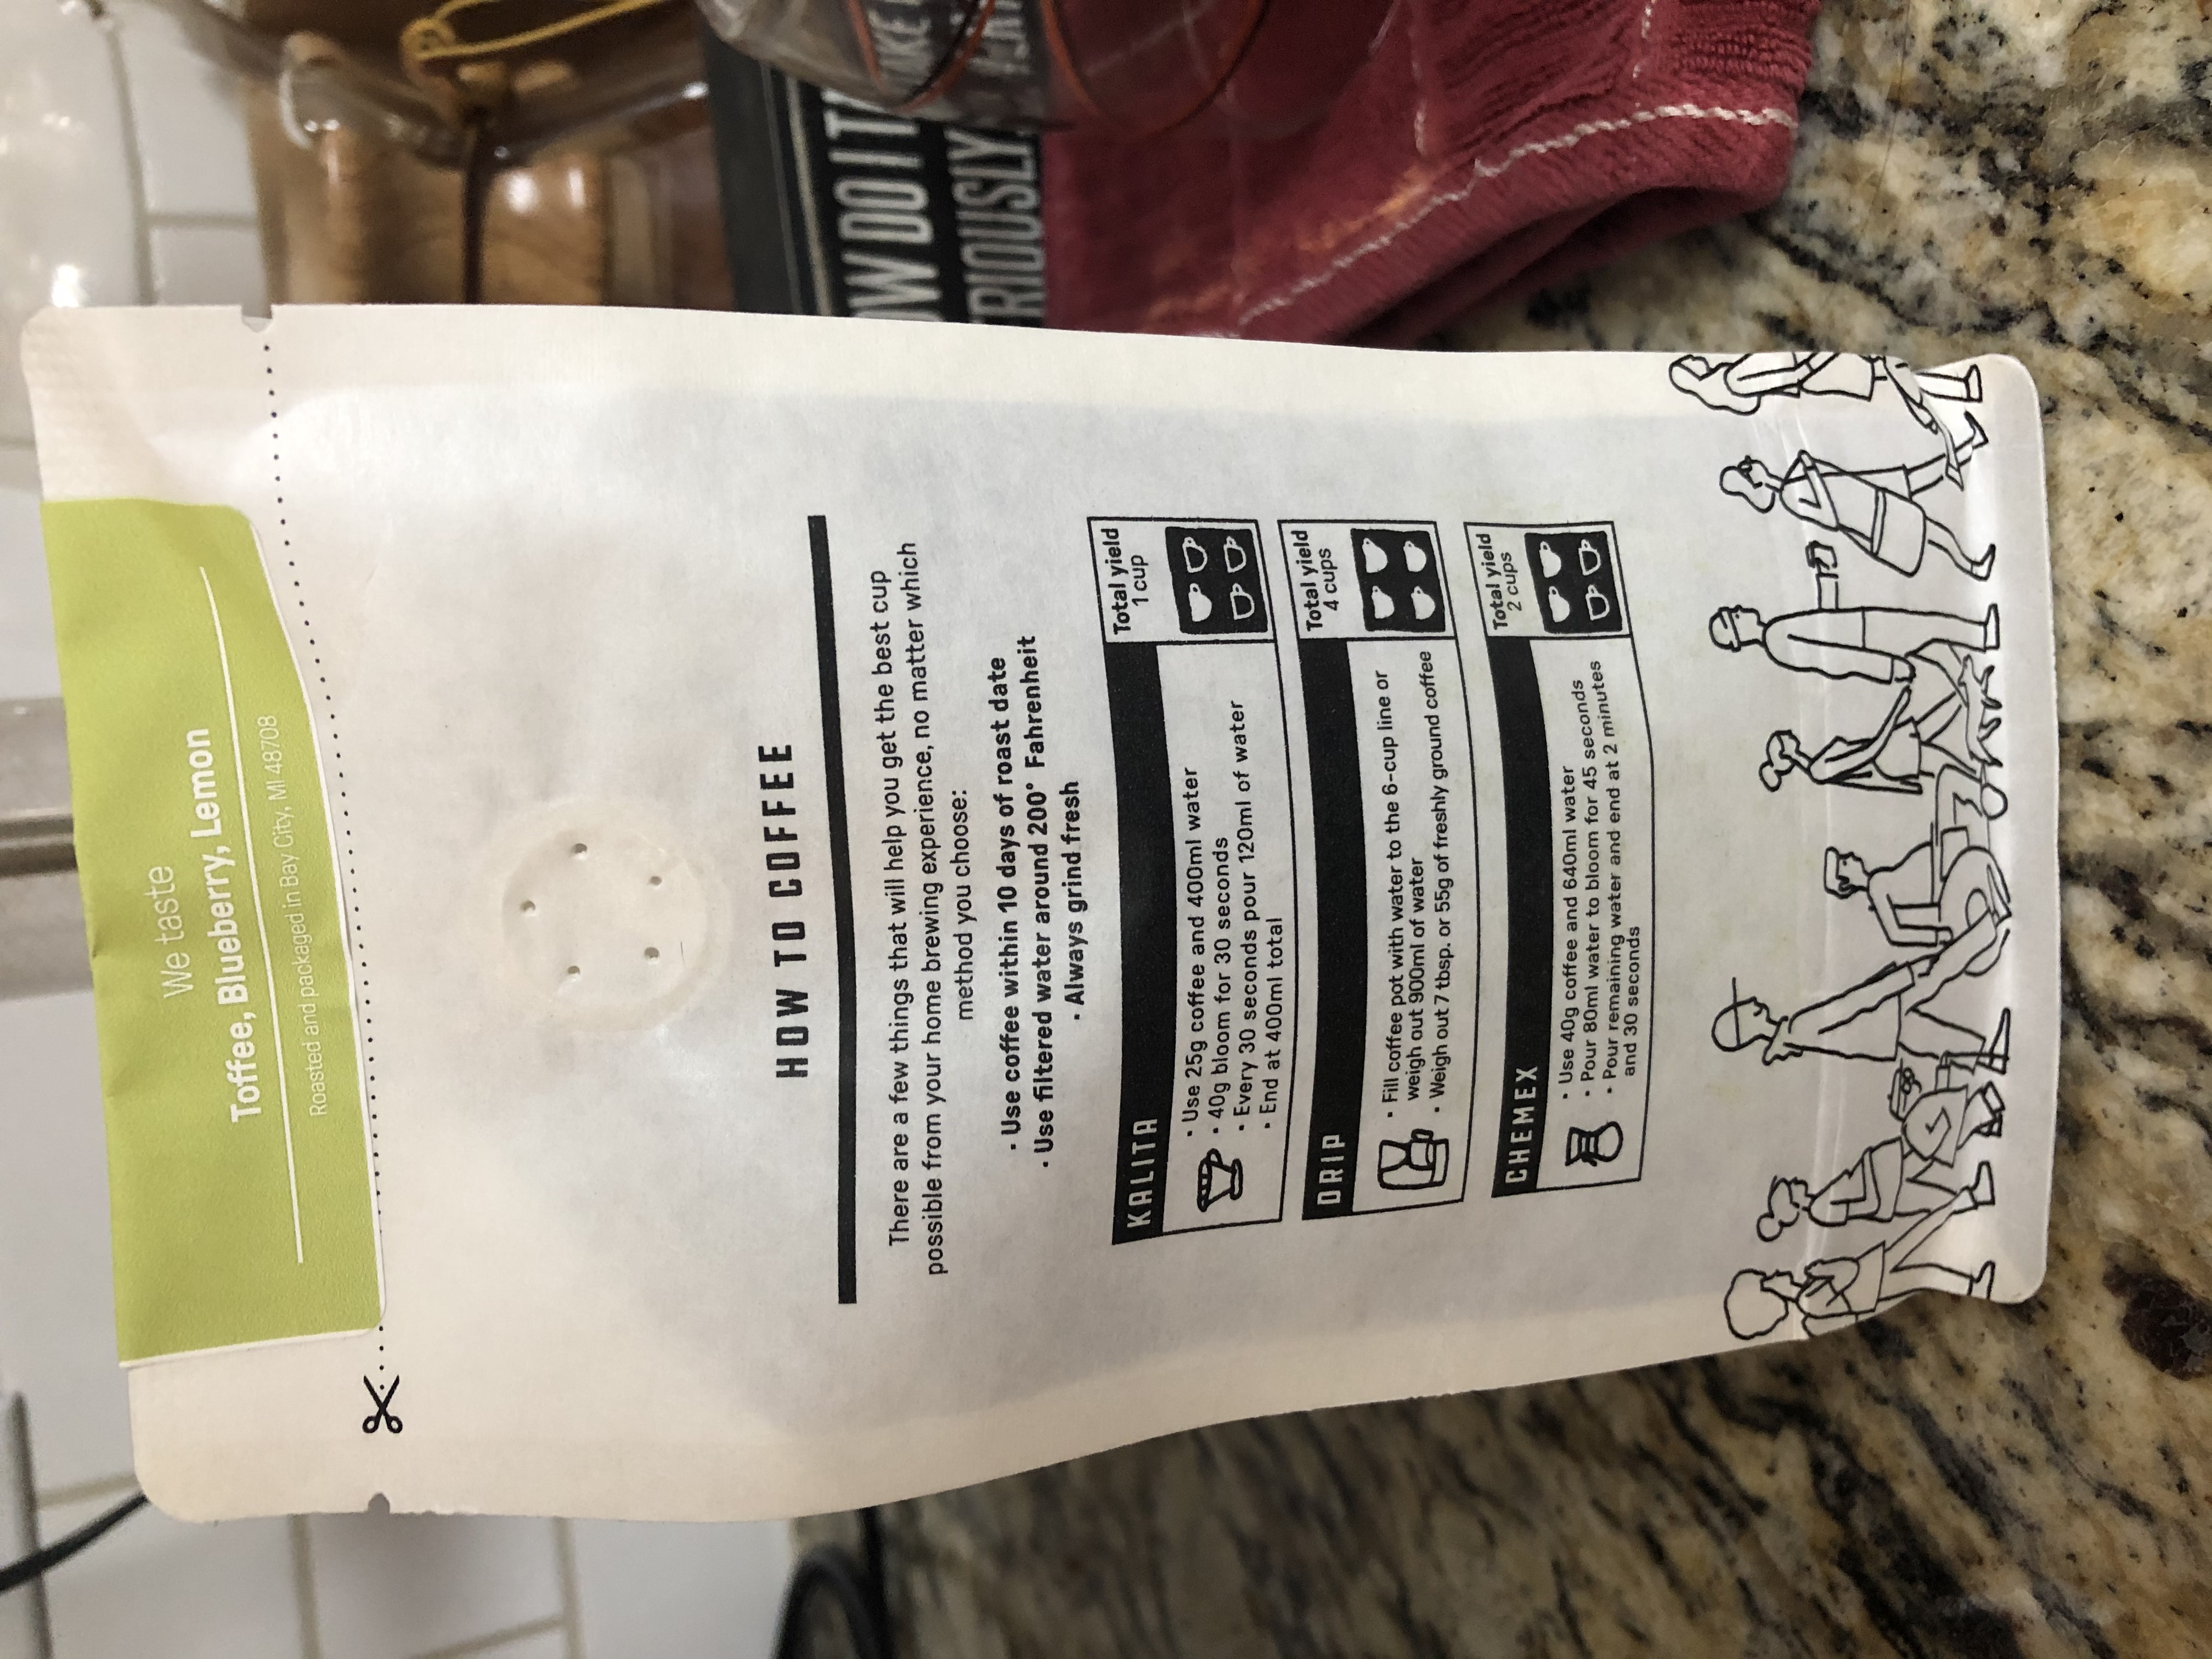 We taste
Toffee, Blueberry, Lemon
Roasted and packaged in Bay City, MI 48708
HOW TO COFFEE
There are a few things that will help you get the best cup
possible from your home brewing experience, no matter which
method you choose:
· Use coffee within 10 days of roast date
· Use filtered water around 200° Fahrenheit
· Always grind fresh
KALITA
Total yield
1 cup
· Use 25g coffee and 400ml water
· 40g bloom for 30 seconds
· Every 30 seconds pour 120ml of water
· End at 400ml total
DRIP
Total yield
4 cups
· Fill coffee pot with water to the 6-cup line or
weigh out 900ml of water
· Weigh out 7 tbsp. or 55g of freshly ground coffee
CHEMEX
Total yield
2 cups
· Use 40g coffee and 640ml water
· Pour 80ml water to bloom for 45 seconds
· Pour remaining water and end at 2 minutes
and 30 seconds
DO I
TAKE